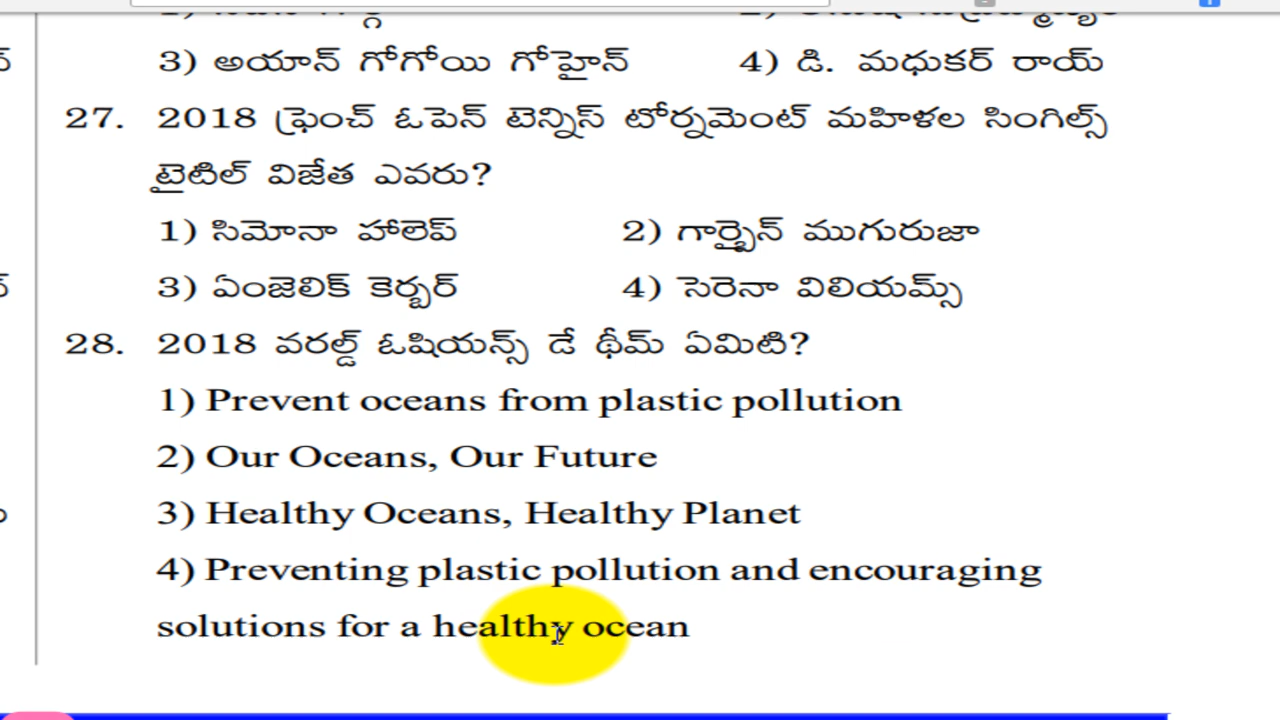 3) అయాన్ గోగోయి గోహైన్ 4) డి. మధుకర్ రాయ్
27. 2018 ఫ్రెంచ్ ఓపెన్ టెన్నిస్ టోర్నమెంట్ మహిళల సింగిల్స్
టైటిల్ విజేత ఎవరు?
1) సిమోనా హాలెప్ 2) గార్బైన్ ముగురుజా
3) ఏంజెలిక్ కెర్బర్ 4) సెరెనా విలియమ్స్
28. 2018 వరల్డ్ ఓషియన్స్ డే థీమ్ ఏమిటి?
1) Prevent oceans from plastic pollution
2) Our Oceans, Our Future
3) Healthy Oceans, Healthy Planet
4) Preventing plastic pollution and encouraging
solutions for a healthy ocean